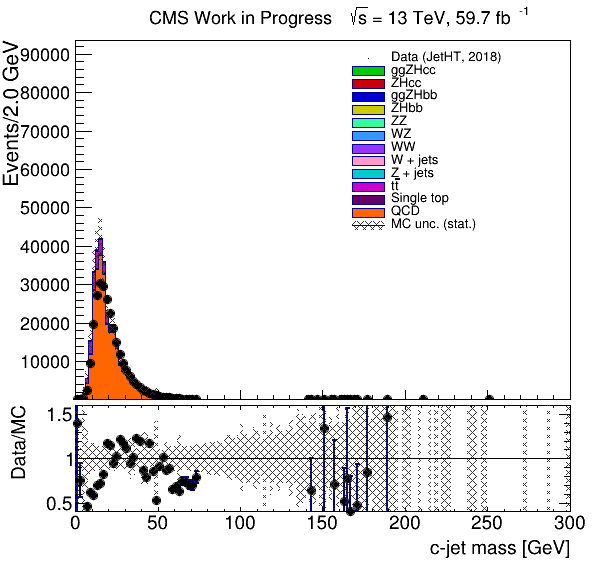 CMS Work in Progress √s = 13 TeV, 59.7 fb⁻¹
Events/2.0 GeV
90000
80000
70000
60000
50000
40000
30000
20000
10000
Data (JetHT, 2018)
ggZHcc
ZHcc
ggZHbb
ZHbb
ZZ
WZ
WW
W + jets
Z + jets
tt̅
Single top
QCD
MC unc. (stat.)
Data/MC
1.5
1
0.5
0 50 100 150 200 250 300
c-jet mass [GeV]